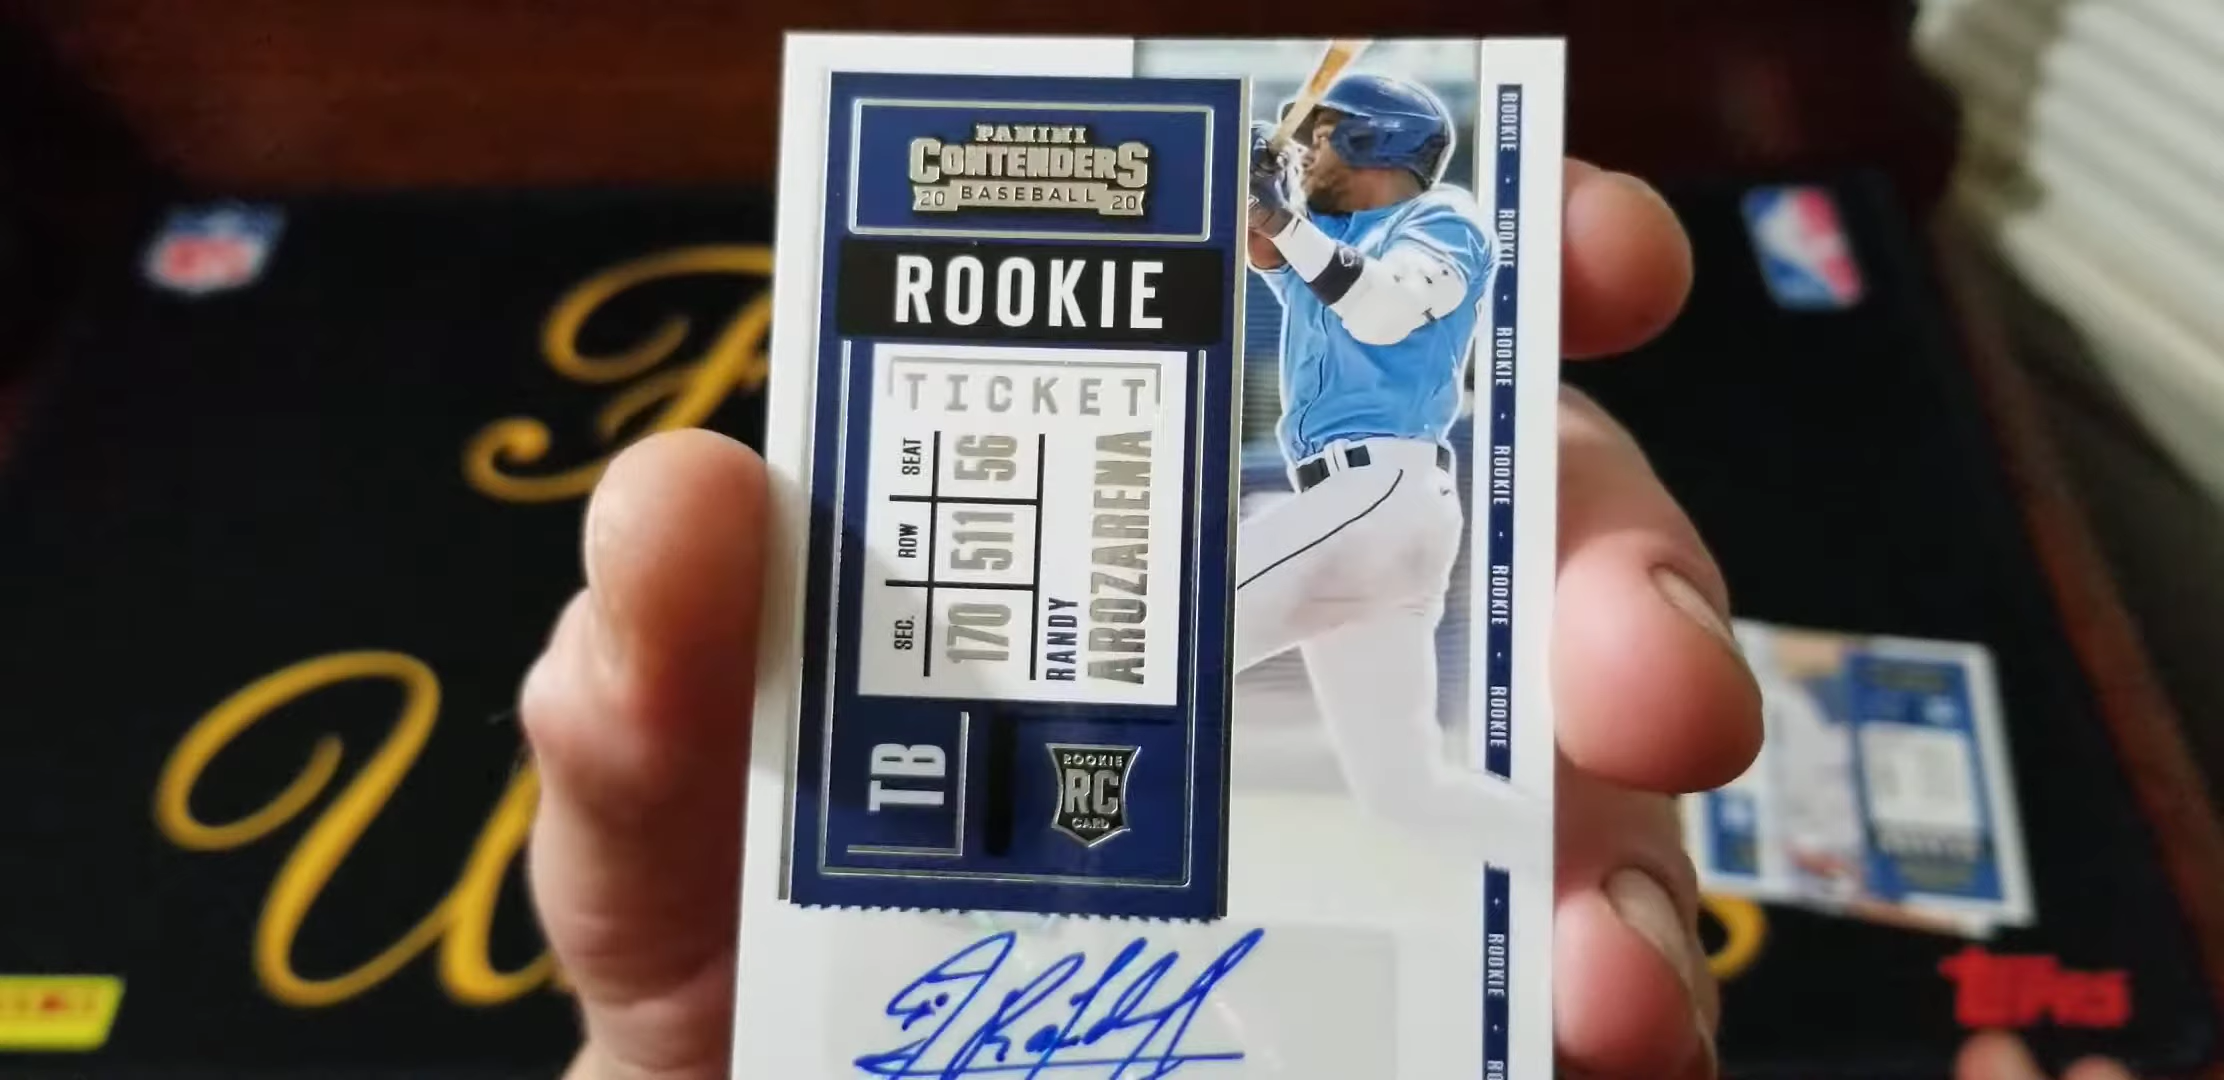 PANINI
CONTENDERS
20 BASEBALL 20
ROOKIE
TICKET
SEAT 56
ROW 511
SEC. 170
RANDY
AROZARENA
TB
ROOKIE
RC
CARD
ROOKIE • ROOKIE • ROOKIE • ROOKIE • ROOKIE • ROOKIE
• ROOKIE •
NFL
TOPPS